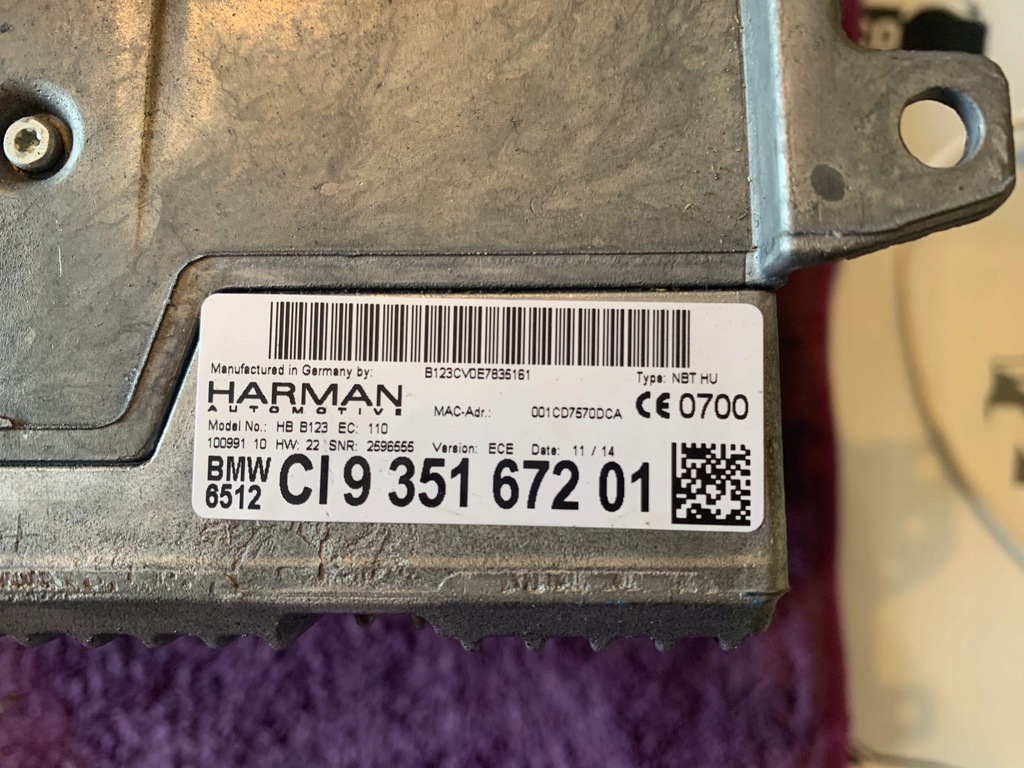 Manufactured in Germany by: B123CV0E7835161 Type: NBT HU
HARMAN
AUTOMOTIVE MAC-Adr.: 001CD7570DCA CE 0700
Model No.: HB B123 EC: 110
100991 10 HW: 22 SNR: 2596555 Version: ECE Date: 11 / 14
BMW
6512 CI 9 351 672 01